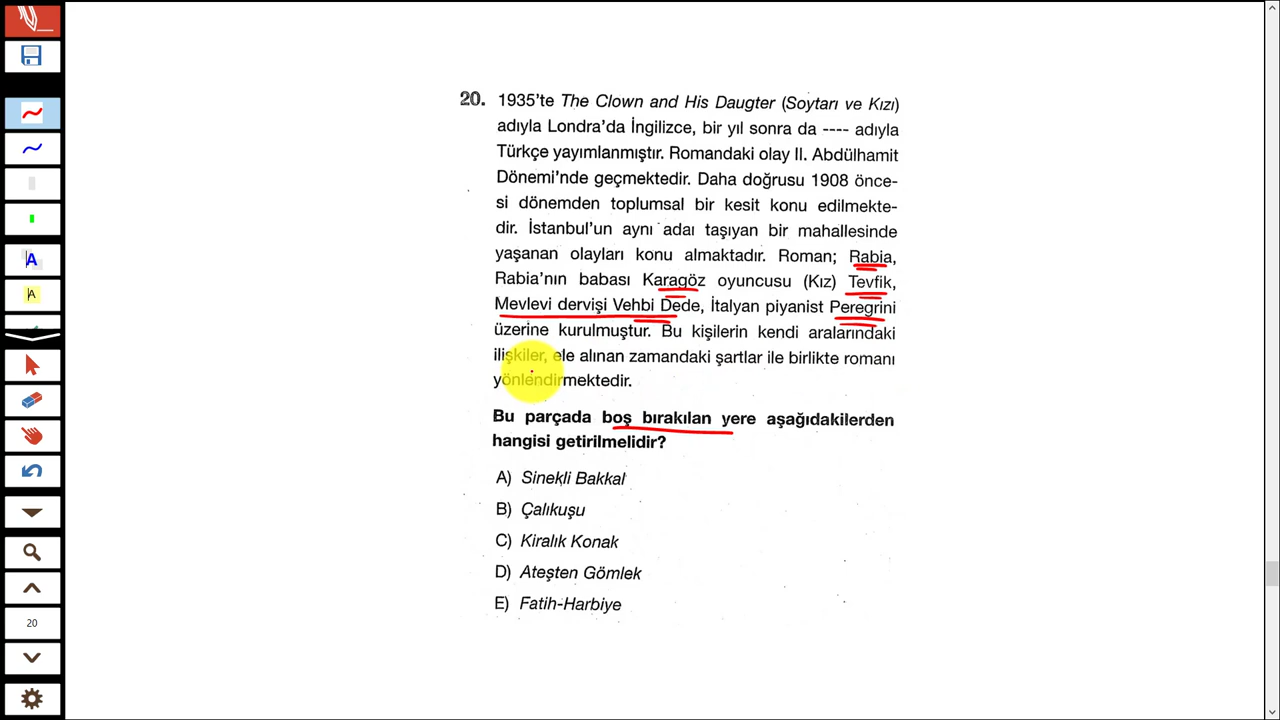 20. 1935'te The Clown and His Daugter (Soytarı ve Kızı)
adıyla Londra'da İngilizce, bir yıl sonra da ---- adıyla
Türkçe yayımlanmıştır. Romandaki olay II. Abdülhamit
Dönemi'nde geçmektedir. Daha doğrusu 1908 önce-
si dönemden toplumsal bir kesit konu edilmekte-
dir. İstanbul'un aynı adaı taşıyan bir mahallesinde
yaşanan olayları konu almaktadır. Roman; Rabia,
Rabia'nın babası Karagöz oyuncusu (Kız) Tevfik,
Mevlevi dervişi Vehbi Dede, İtalyan piyanist Peregrini
üzerine kurulmuştur. Bu kişilerin kendi aralarındaki
ilişkiler, ele alınan zamandaki şartlar ile birlikte romanı
yönlendirmektedir.
Bu parçada boş bırakılan yere aşağıdakilerden
hangisi getirilmelidir?
A) Sinekli Bakkal
B) Çalıkuşu
C) Kiralık Konak
D) Ateşten Gömlek
E) Fatih-Harbiye
A
A
20